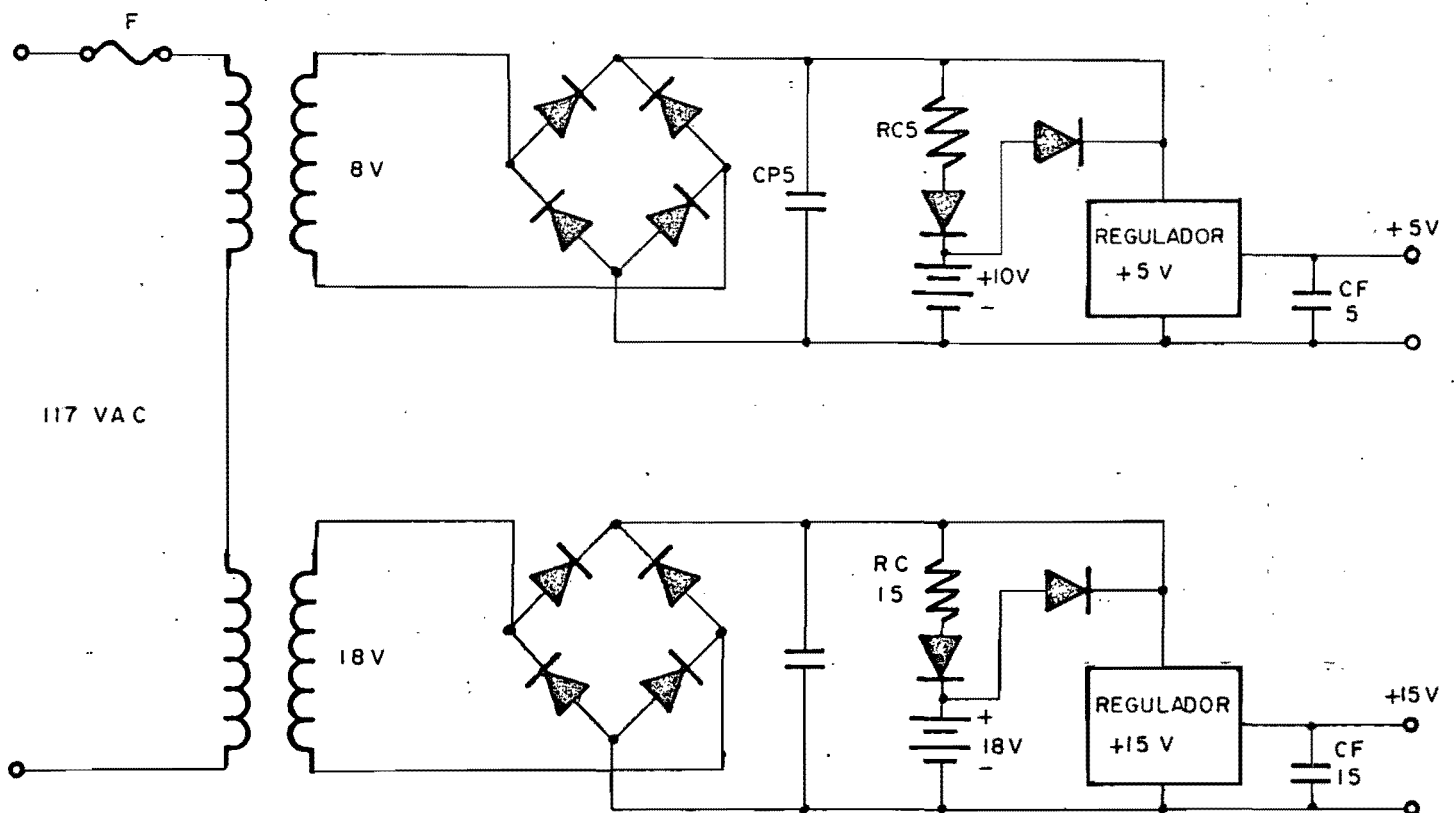 F
8 V
CP5
RC5
+10V
-
REGULADOR
+5 V
+5V
CF
5
117 VAC
18V
RC
15
+
18V
-
REGULADOR
+15 V
+15V
CF
15